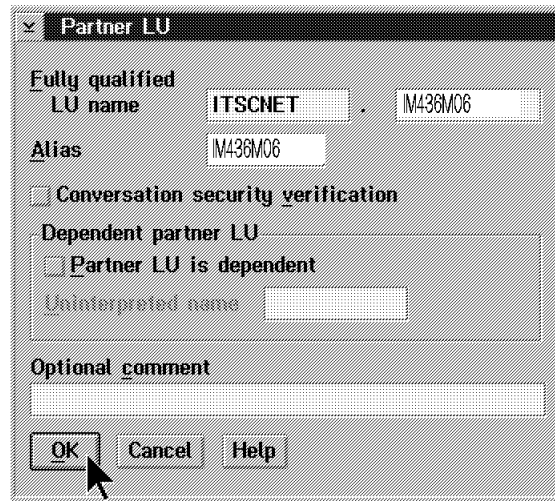 Partner LU
Fully qualified
LU name ITSCNET . IM436M06
Alias IM436M06
Conversation security verification
Dependent partner LU
Partner LU is dependent
Uninterpreted name
Optional comment
OK Cancel Help